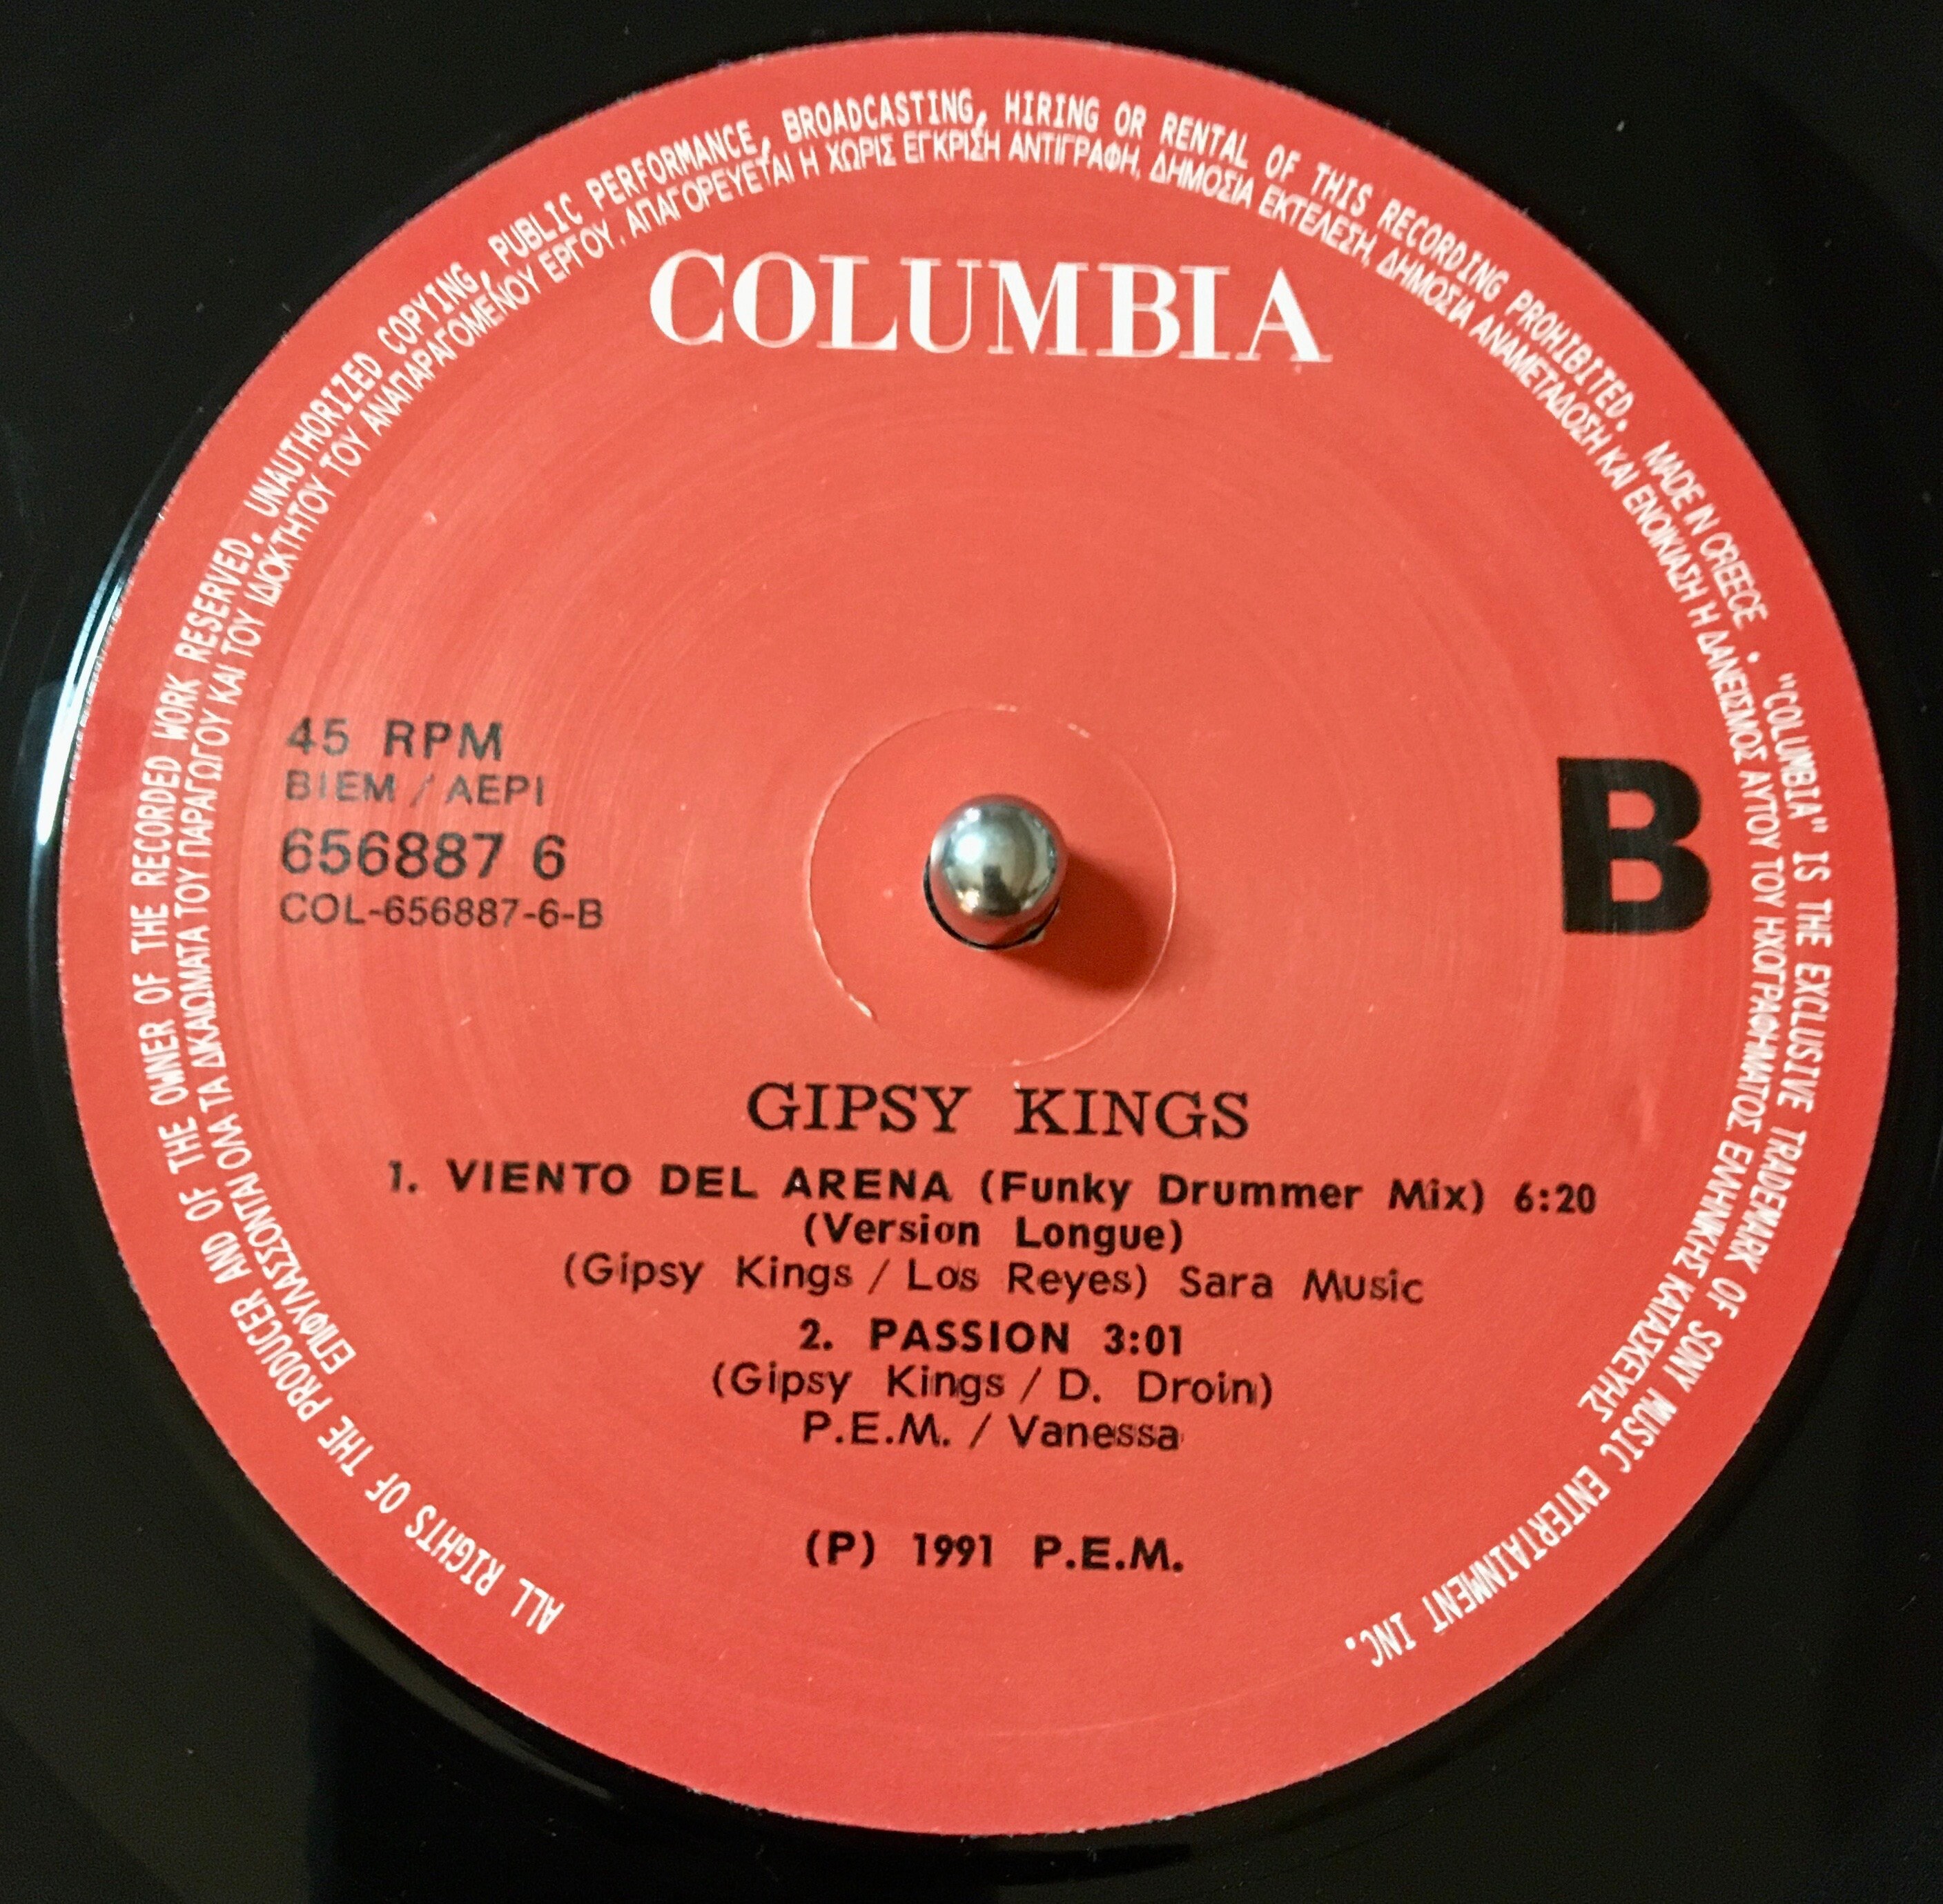 ALL RIGHTS OF THE PRODUCER AND OF THE OWNER OF THE RECORDED WORK RESERVED. UNAUTHORIZED COPYING, PUBLIC PERFORMANCE, BROADCASTING, HIRING OR RENTAL OF THIS RECORDING PROHIBITED. MADE IN GREECE. "COLUMBIA" IS THE EXCLUSIVE TRADEMARK OF SONY MUSIC ENTERTAINMENT INC.
ΕΠΙΦΥΛΑΣΣΟΝΤΑΙ ΟΛΑ ΤΑ ΔΙΚΑΙΩΜΑΤΑ ΤΟΥ ΠΑΡΑΓΩΓΟΥ ΚΑΙ ΤΟΥ ΙΔΙΟΚΤΗΤΟΥ ΤΟΥ ΑΝΑΠΑΡΑΓΟΜΕΝΟΥ ΕΡΓΟΥ. ΑΠΑΓΟΡΕΥΕΤΑΙ Η ΧΩΡΙΣ ΕΓΚΡΙΣΗ ΑΝΤΙΓΡΑΦΗ, ΔΗΜΟΣΙΑ ΕΚΤΕΛΕΣΗ, ΔΗΜΟΣΙΑ ΑΝΑΜΕΤΑΔΟΣΗ ΚΑΙ ΕΝΟΙΚΙΑΣΗ Η ΔΑΝΕΙΣΜΟΣ ΑΥΤΟΥ ΤΟΥ ΗΧΟΓΡΑΦΗΜΑΤΟΣ ΕΛΛΗΝΙΚΗΣ ΚΑΤΑΣΚΕΥΗΣ
COLUMBIA
45 RPM
BIEM / AEPI
656887 6
COL-656887-6-B
B
GIPSY KINGS
1. VIENTO DEL ARENA (Funky Drummer Mix) 6:20
(Version Longue)
(Gipsy Kings / Los Reyes) Sara Music
2. PASSION 3:01
(Gipsy Kings / D. Droin)
P.E.M. / Vanessa
(P) 1991 P.E.M.